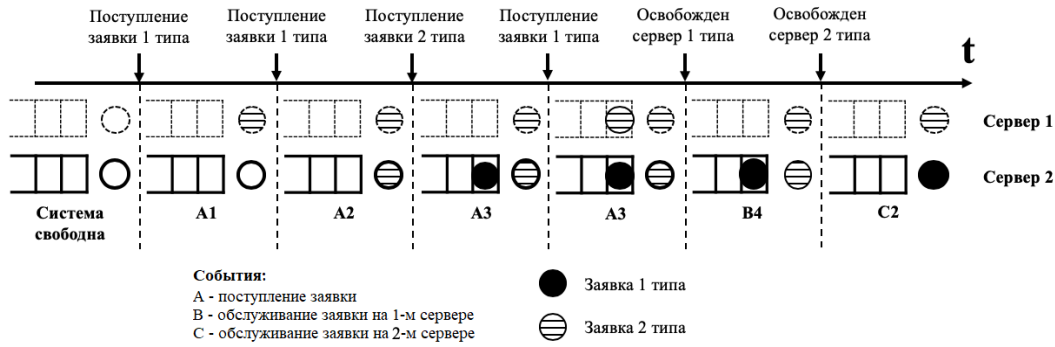 Поступление
заявки 1 типа
Поступление
заявки 1 типа
Поступление
заявки 2 типа
Поступление
заявки 1 типа
Освобожден
сервер 1 типа
Освобожден
сервер 2 типа
t
Сервер 1
Сервер 2
Система
свободна
A1
A2
A3
A3
B4
C2
События:
А - поступление заявки
В - обслуживание заявки на 1-м сервере
С - обслуживание заявки на 2-м сервере
Заявка 1 типа
Заявка 2 типа